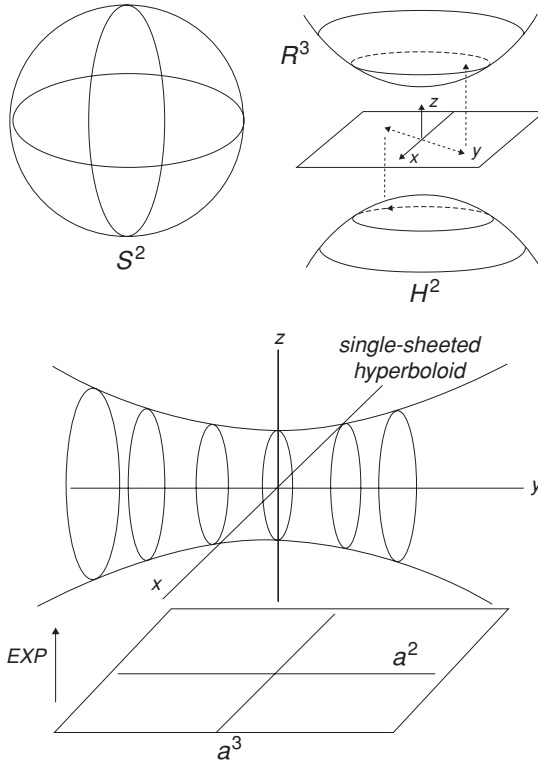 R³
z
x
y
S²
H²
z
single-sheeted
hyperboloid
y
x
EXP
a²
a³